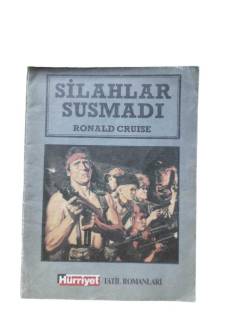 SİLAHLAR
SUSMADI
RONALD CRUISE
Hürriyet TATİL ROMANLARI